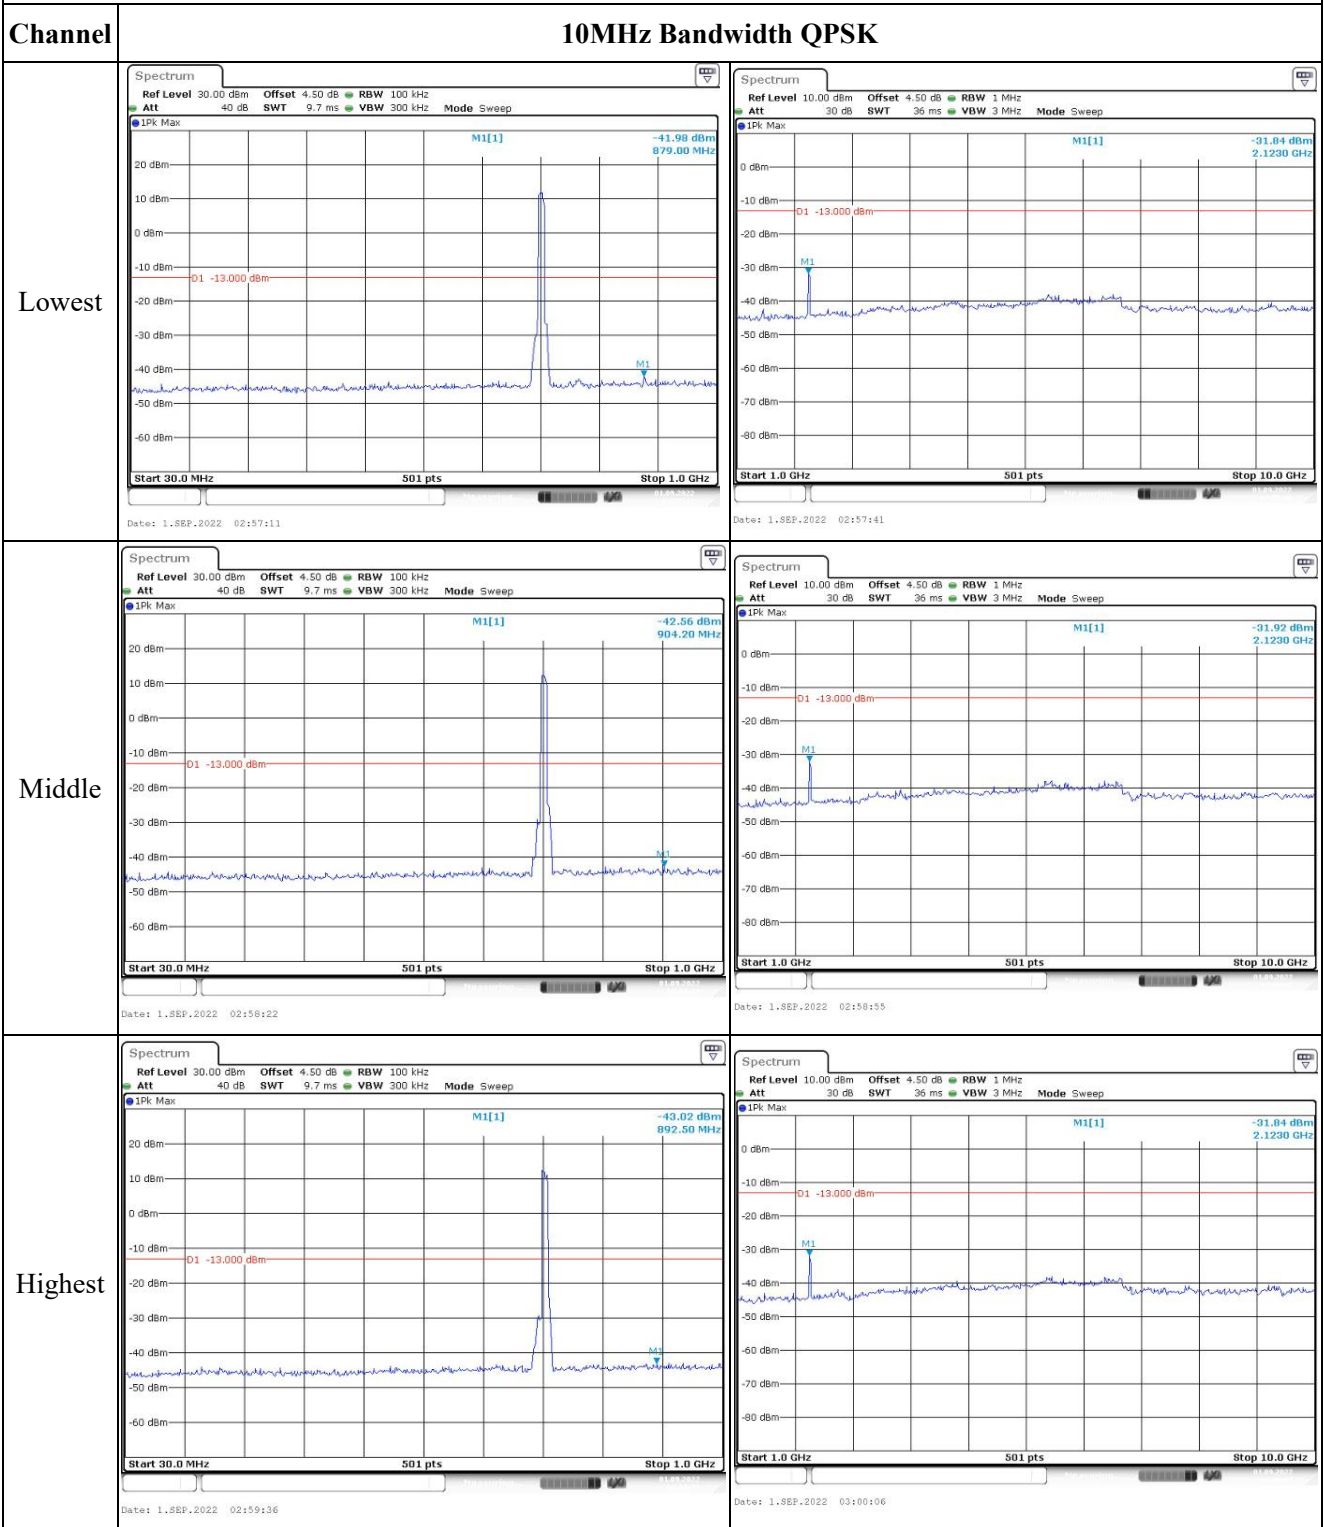 Channel 10MHz Bandwidth QPSK
Lowest
Spectrum
Ref Level 30.00 dBm Offset 4.50 dB RBW 100 kHz
Att 40 dB SWT 9.7 ms VBW 300 kHz Mode Sweep
1Pk Max
M1[1] -41.98 dBm
879.00 MHz
20 dBm
10 dBm
0 dBm
-10 dBm
D1 -13.000 dBm
-20 dBm
-30 dBm
-40 dBm
M1
-50 dBm
-60 dBm
Start 30.0 MHz 501 pts Stop 1.0 GHz
Date: 1.SEP.2022 02:57:11
Spectrum
Ref Level 10.00 dBm Offset 4.50 dB RBW 1 MHz
Att 30 dB SWT 36 ms VBW 3 MHz Mode Sweep
1Pk Max
M1[1] -31.84 dBm
2.1230 GHz
0 dBm
-10 dBm
D1 -13.000 dBm
-20 dBm
-30 dBm
M1
-40 dBm
-50 dBm
-60 dBm
-70 dBm
-80 dBm
Start 1.0 GHz 501 pts Stop 10.0 GHz
Date: 1.SEP.2022 02:57:41
Middle
Spectrum
Ref Level 30.00 dBm Offset 4.50 dB RBW 100 kHz
Att 40 dB SWT 9.7 ms VBW 300 kHz Mode Sweep
1Pk Max
M1[1] -42.56 dBm
904.20 MHz
20 dBm
10 dBm
0 dBm
-10 dBm
D1 -13.000 dBm
-20 dBm
-30 dBm
-40 dBm
M1
-50 dBm
-60 dBm
Start 30.0 MHz 501 pts Stop 1.0 GHz
Date: 1.SEP.2022 02:58:22
Spectrum
Ref Level 10.00 dBm Offset 4.50 dB RBW 1 MHz
Att 30 dB SWT 36 ms VBW 3 MHz Mode Sweep
1Pk Max
M1[1] -31.92 dBm
2.1230 GHz
0 dBm
-10 dBm
D1 -13.000 dBm
-20 dBm
-30 dBm
M1
-40 dBm
-50 dBm
-60 dBm
-70 dBm
-80 dBm
Start 1.0 GHz 501 pts Stop 10.0 GHz
Date: 1.SEP.2022 02:58:55
Highest
Spectrum
Ref Level 30.00 dBm Offset 4.50 dB RBW 100 kHz
Att 40 dB SWT 9.7 ms VBW 300 kHz Mode Sweep
1Pk Max
M1[1] -43.02 dBm
892.50 MHz
20 dBm
10 dBm
0 dBm
-10 dBm
D1 -13.000 dBm
-20 dBm
-30 dBm
-40 dBm
M1
-50 dBm
-60 dBm
Start 30.0 MHz 501 pts Stop 1.0 GHz
Date: 1.SEP.2022 02:59:36
Spectrum
Ref Level 10.00 dBm Offset 4.50 dB RBW 1 MHz
Att 30 dB SWT 36 ms VBW 3 MHz Mode Sweep
1Pk Max
M1[1] -31.84 dBm
2.1230 GHz
0 dBm
-10 dBm
D1 -13.000 dBm
-20 dBm
-30 dBm
M1
-40 dBm
-50 dBm
-60 dBm
-70 dBm
-80 dBm
Start 1.0 GHz 501 pts Stop 10.0 GHz
Date: 1.SEP.2022 03:00:06